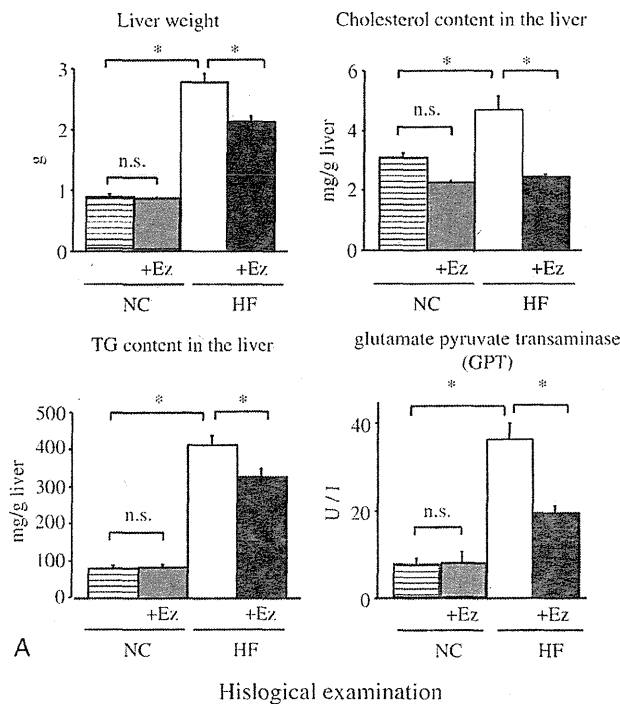 Liver weight
* *
3
2
1
0
g
n.s.
+Ez +Ez
NC HF
Cholesterol content in the liver
* *
6
4
2
0
mg/g liver
n.s.
+Ez +Ez
NC HF
TG content in the liver
* *
500
400
300
200
100
00
mg/g liver
n.s.
+Ez +Ez
NC HF
glutamate pyruvate transaminase
(GPT)
* *
40
20
0
U / l
n.s.
+Ez +Ez
NC HF
A
Hislogical examination